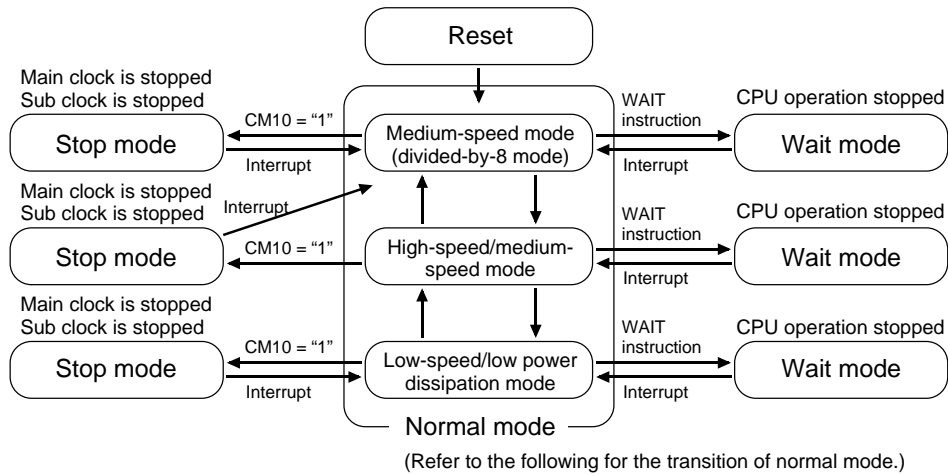 Reset
Main clock is stopped
Sub clock is stopped
CM10 = “1”
Stop mode
Interrupt
Medium-speed mode
(divided-by-8 mode)
WAIT
instruction
Interrupt
CPU operation stopped
Wait mode
Main clock is stopped
Sub clock is stopped
Interrupt
CM10 = “1”
Stop mode
High-speed/medium-
speed mode
WAIT
instruction
Interrupt
CPU operation stopped
Wait mode
Main clock is stopped
Sub clock is stopped
CM10 = “1”
Stop mode
Interrupt
Low-speed/low power
dissipation mode
WAIT
instruction
Interrupt
CPU operation stopped
Wait mode
Normal mode
(Refer to the following for the transition of normal mode.)